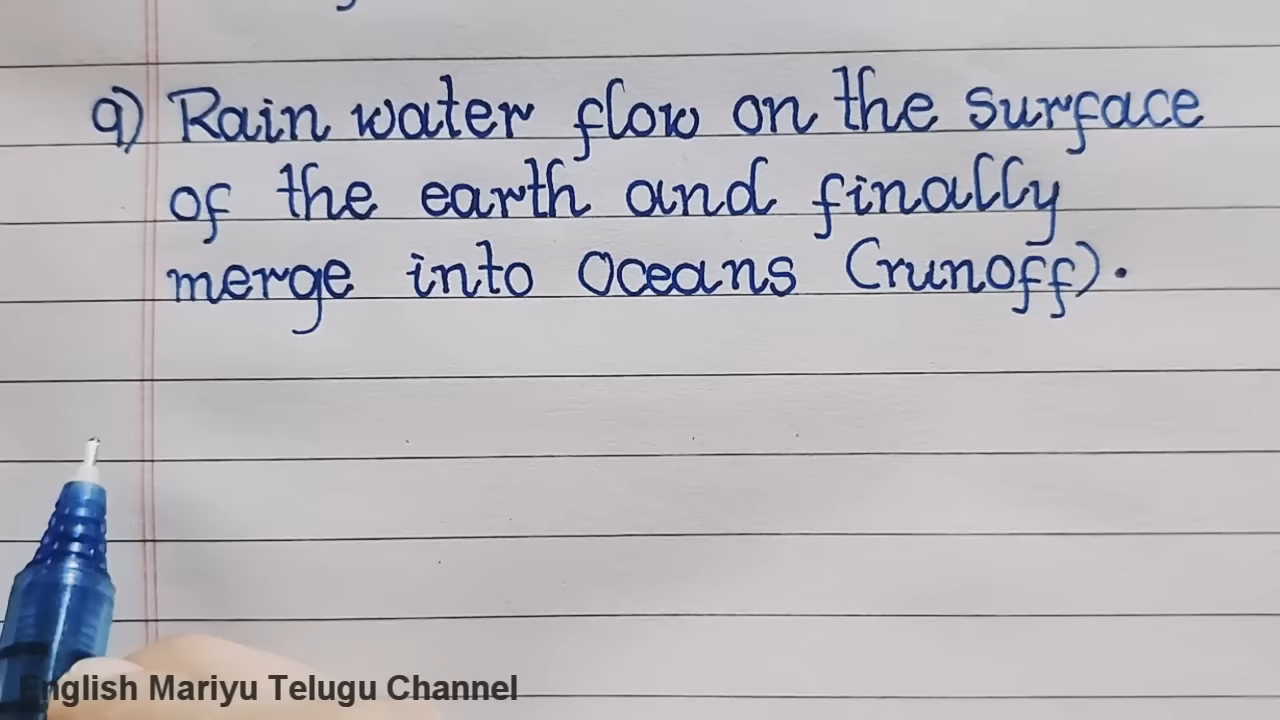 9) Rain water flow on the surface
of the earth and finally
merge into Oceans (runoff).
English Mariyu Telugu Channel